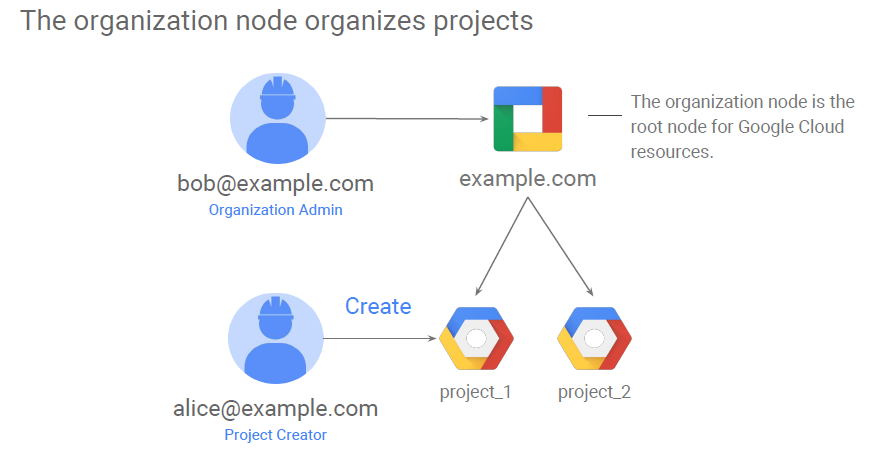 The organization node organizes projects
The organization node is the
root node for Google Cloud
resources.
bob@example.com
Organization Admin
example.com
Create
alice@example.com
Project Creator
project_1
project_2